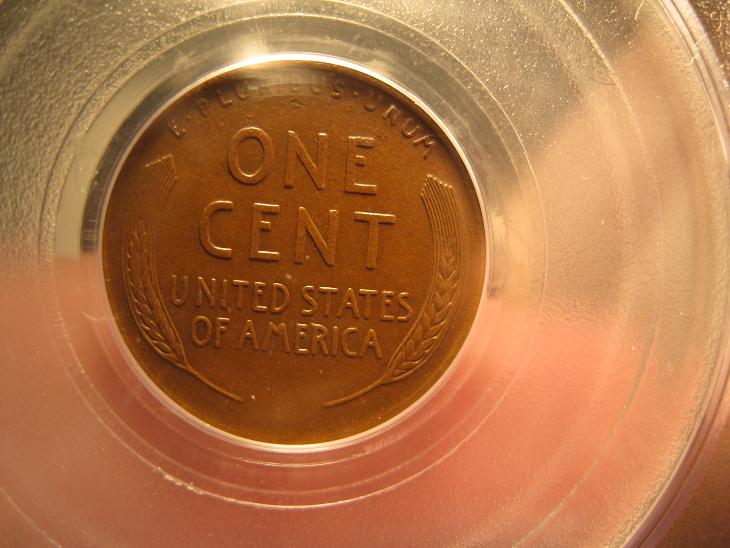 E·PLURIBUS·UNUM
ONE
CENT
UNITED STATES
OF AMERICA